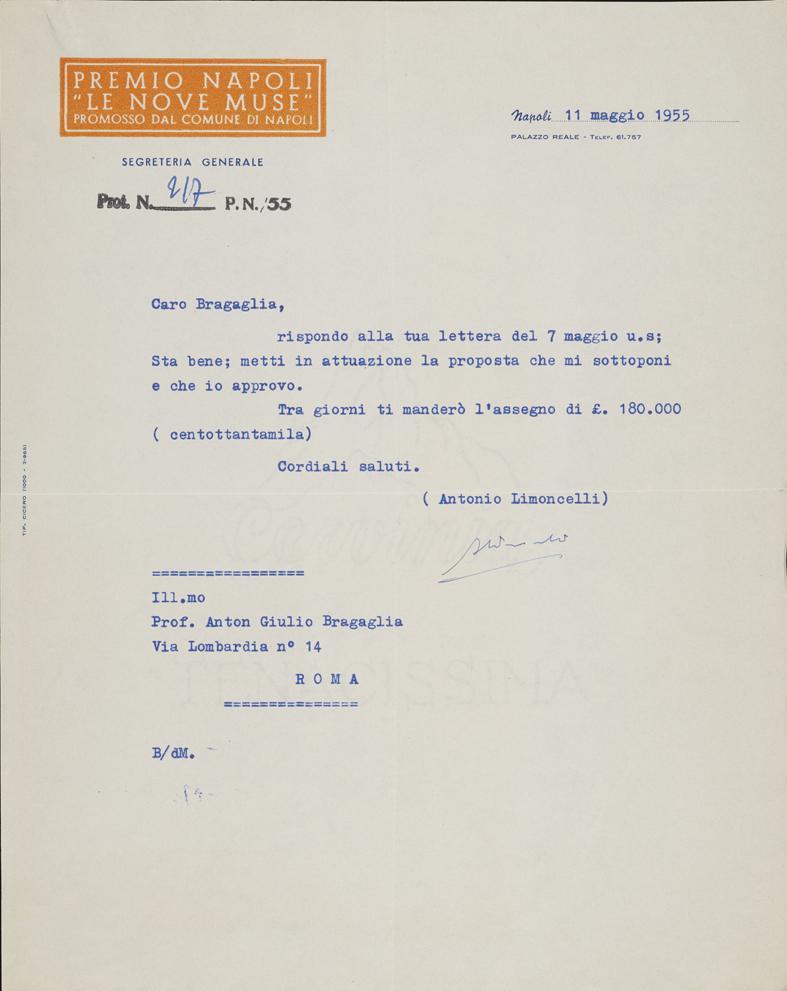 PREMIO NAPOLI
"LE NOVE MUSE"
PROMOSSO DAL COMUNE DI NAPOLI
Napoli 11 maggio 1955
PALAZZO REALE - TELEF. 61.757
SEGRETERIA GENERALE
Prot. N. 217 P.N./55
Caro Bragaglia,
rispondo alla tua lettera del 7 maggio u.s;
Sta bene; metti in attuazione la proposta che mi sottoponi
e che io approvo.
Tra giorni ti manderò l'assegno di £. 180.000
( centottantamila)
Cordiali saluti.
( Antonio Limoncelli)
=================
Ill.mo
Prof. Anton Giulio Bragaglia
Via Lombardia n° 14
R O M A
===============
B/dM.
TIP. CICERO
TENACISSIMA